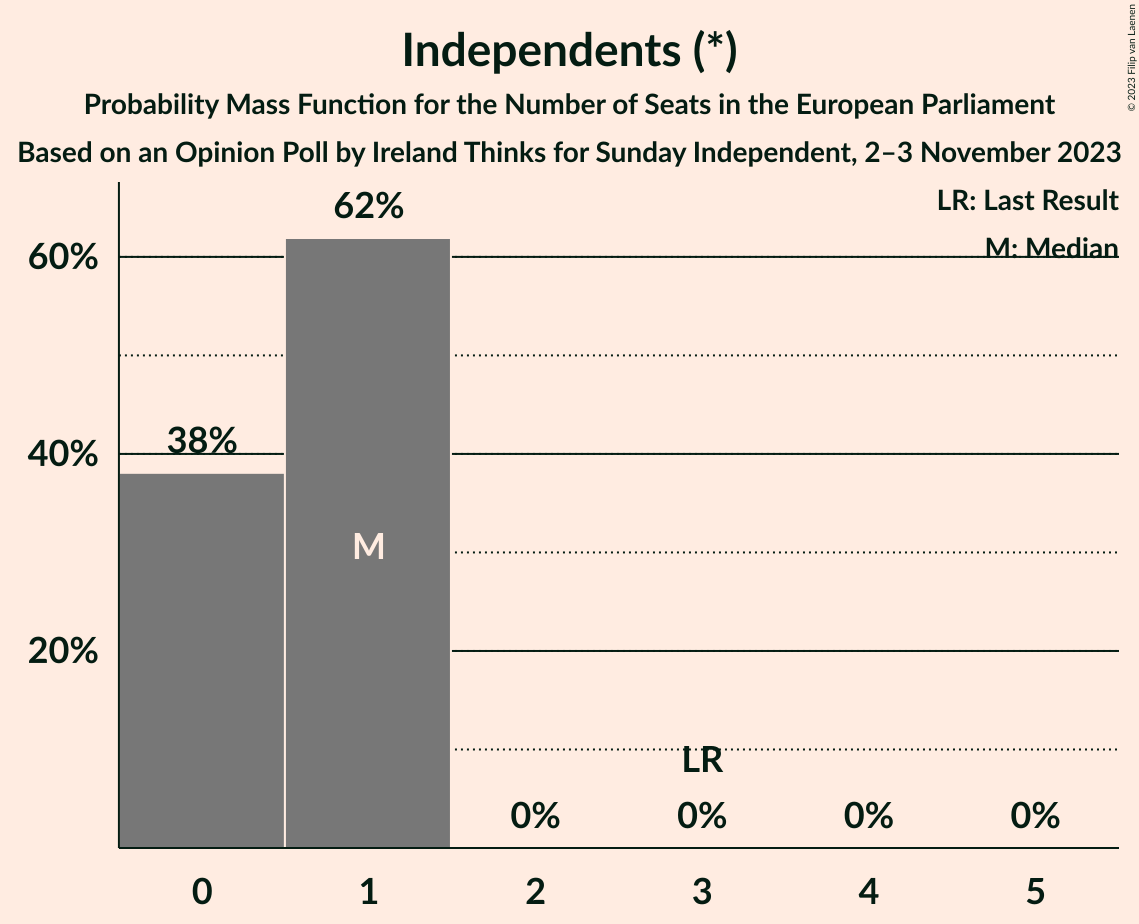 Independents (*)
Probability Mass Function for the Number of Seats in the European Parliament
Based on an Opinion Poll by Ireland Thinks for Sunday Independent, 2–3 November 2023
© 2023 Filip van Laenen
LR: Last Result
M: Median
62%
60%
38%
40%
M
20%
LR
0% 0% 0% 0%
0 1 2 3 4 5